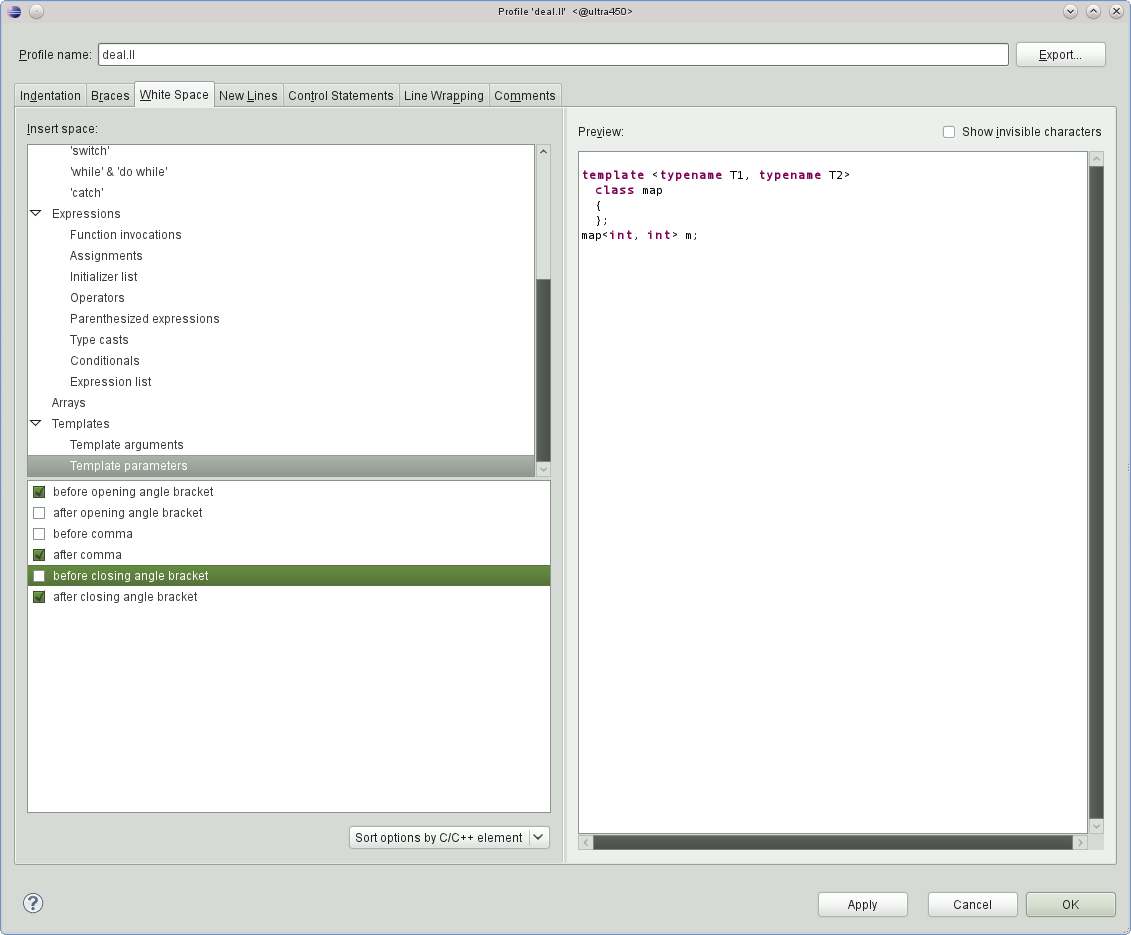 Profile 'deal.II' <@ultra450>
Profile name: deal.II Export...
Indentation Braces White Space New Lines Control Statements Line Wrapping Comments
Insert space:
'switch'
'while' & 'do while'
'catch'
Expressions
Function invocations
Assignments
Initializer list
Operators
Parenthesized expressions
Type casts
Conditionals
Expression list
Arrays
Templates
Template arguments
Template parameters
before opening angle bracket
after opening angle bracket
before comma
after comma
before closing angle bracket
after closing angle bracket
Sort options by C/C++ element
Preview: Show invisible characters
template <typename T1, typename T2>
class map
{
};
map<int, int> m;
? Apply Cancel OK